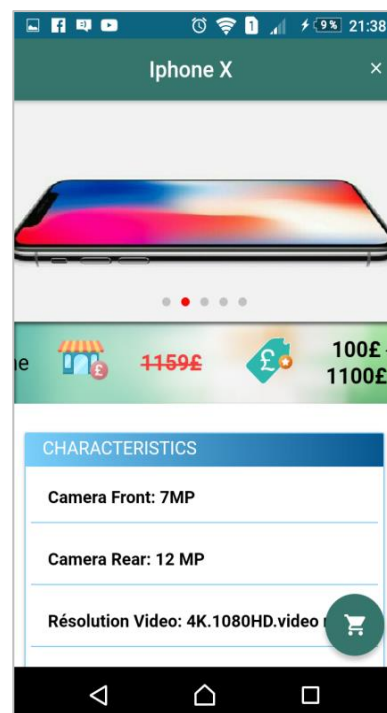 9% 21:38
Iphone X
1159£
100£ -
1100£
CHARACTERISTICS
Camera Front: 7MP
Camera Rear: 12 MP
Résolution Video: 4K.1080HD.video